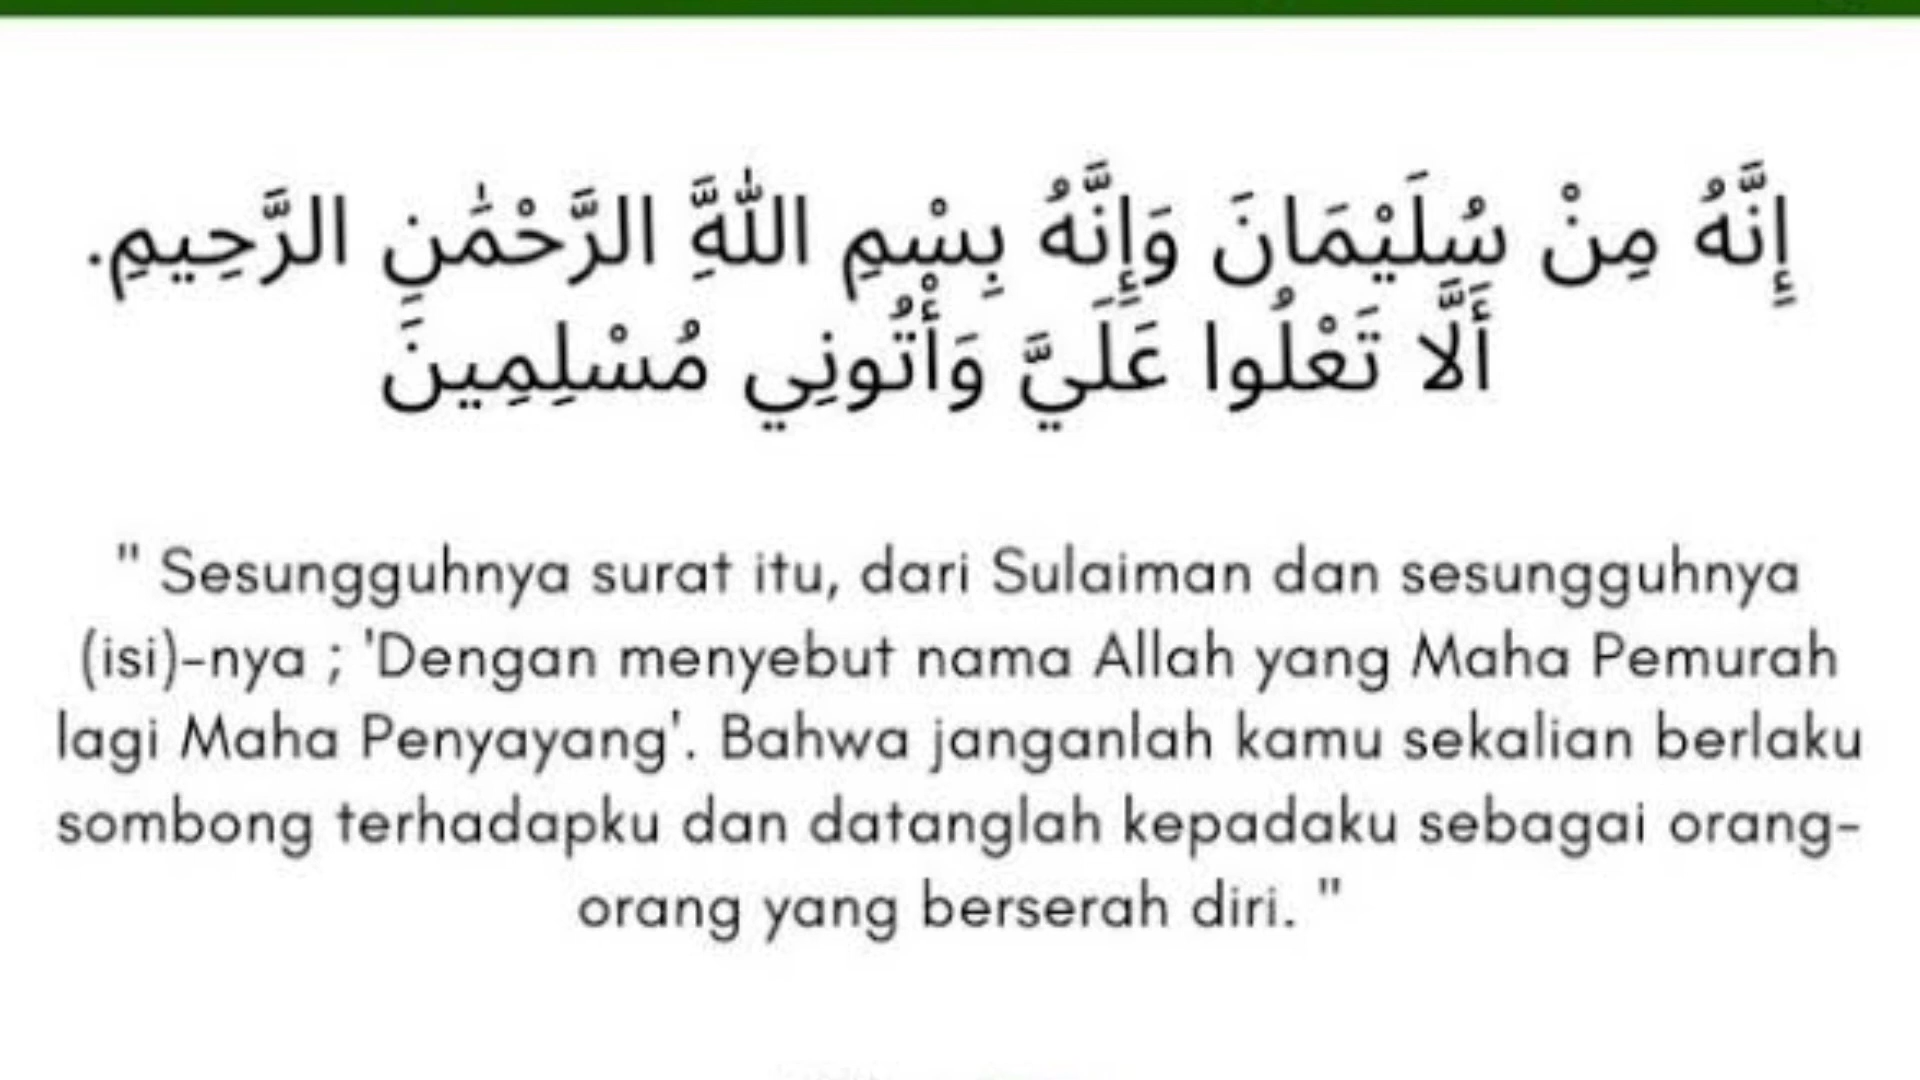 إِنَّهُ مِنْ سُلَيْمَانَ وَإِنَّهُ بِسْمِ اللَّهِ الرَّحْمَٰنِ الرَّحِيمِ.
أَلَّا تَعْلُوا عَلَيَّ وَأْتُونِي مُسْلِمِينَ
" Sesungguhnya surat itu, dari Sulaiman dan sesungguhnya
(isi)-nya ; 'Dengan menyebut nama Allah yang Maha Pemurah
lagi Maha Penyayang'. Bahwa janganlah kamu sekalian berlaku
sombong terhadapku dan datanglah kepadaku sebagai orang-
orang yang berserah diri. "